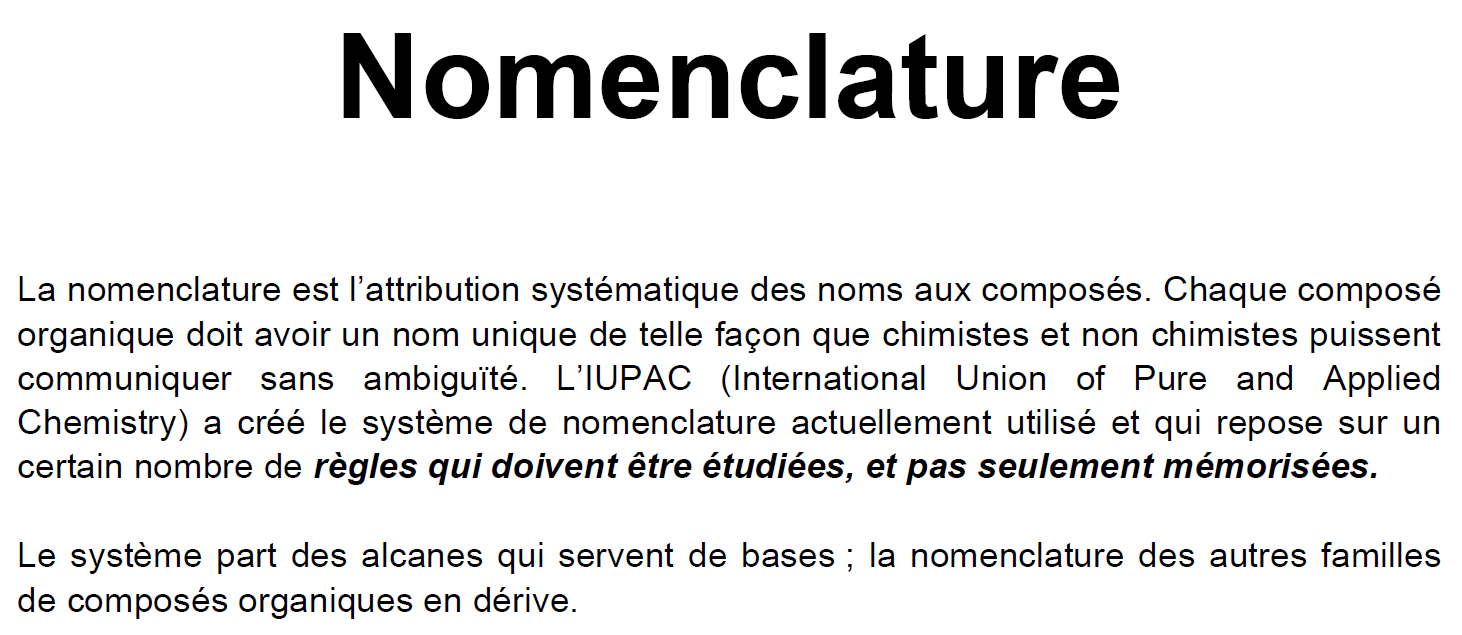 Nomenclature
La nomenclature est l’attribution systématique des noms aux composés. Chaque composé
organique doit avoir un nom unique de telle façon que chimistes et non chimistes puissent
communiquer sans ambiguïté. L’IUPAC (International Union of Pure and Applied
Chemistry) a créé le système de nomenclature actuellement utilisé et qui repose sur un
certain nombre de règles qui doivent être étudiées, et pas seulement mémorisées.
Le système part des alcanes qui servent de bases ; la nomenclature des autres familles
de composés organiques en dérive.